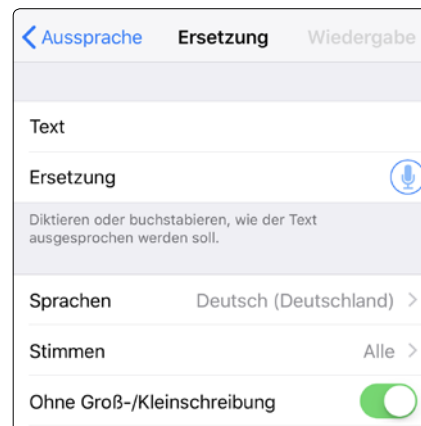 Aussprache Ersetzung Wiedergabe
Text
Ersetzung
Diktieren oder buchstabieren, wie der Text
ausgesprochen werden soll.
Sprachen Deutsch (Deutschland)
Stimmen Alle
Ohne Groß-/Kleinschreibung